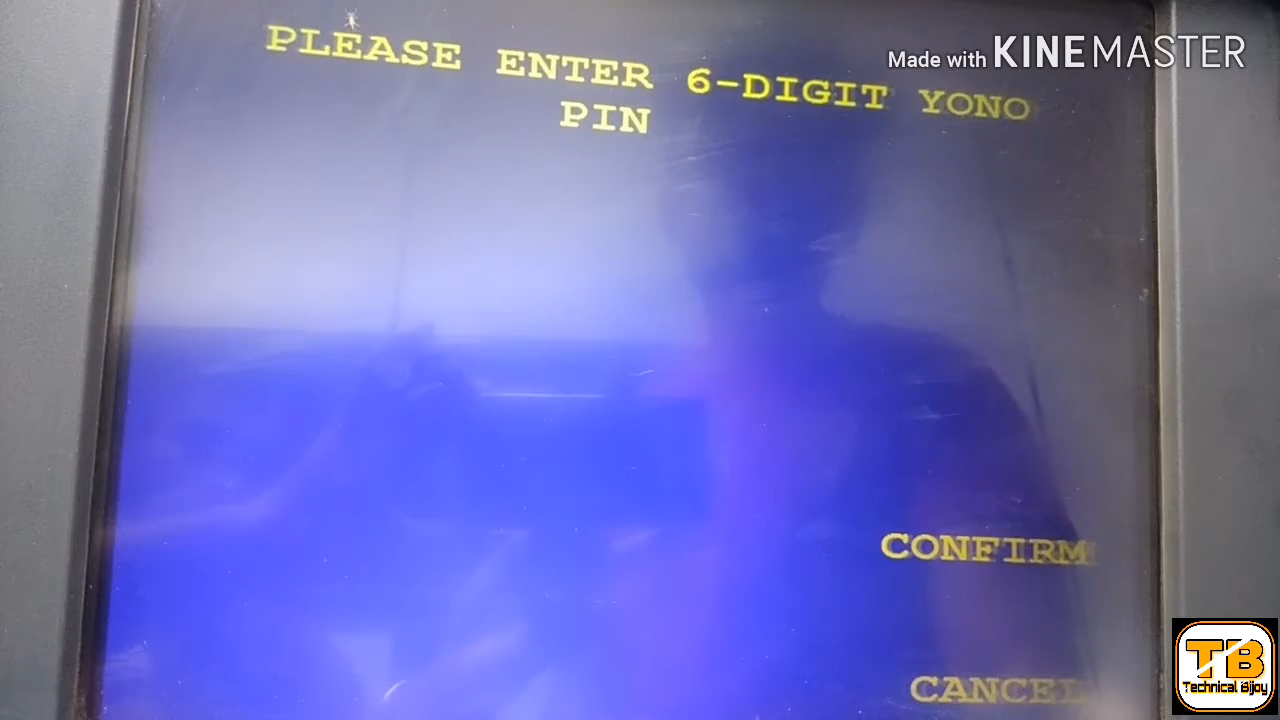 Made with KINEMASTER
PLEASE ENTER 6-DIGIT YONO
PIN
CONFIRM
CANCEL
TB
Technical Bijoy